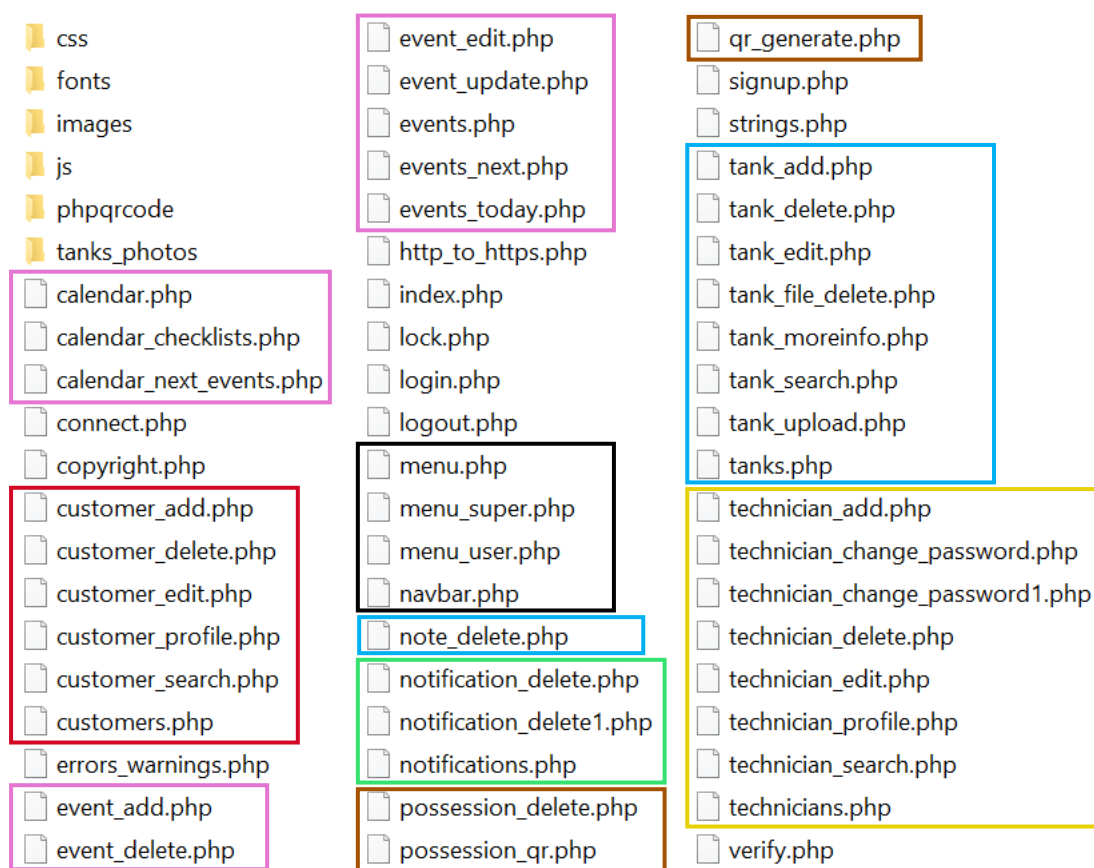 css
fonts
images
js
phpqrcode
tanks_photos
calendar.php
calendar_checklists.php
calendar_next_events.php
connect.php
copyright.php
customer_add.php
customer_delete.php
customer_edit.php
customer_profile.php
customer_search.php
customers.php
errors_warnings.php
event_add.php
event_delete.php
event_edit.php
event_update.php
events.php
events_next.php
events_today.php
http_to_https.php
index.php
lock.php
login.php
logout.php
menu.php
menu_super.php
menu_user.php
navbar.php
note_delete.php
notification_delete.php
notification_delete1.php
notifications.php
possession_delete.php
possession_qr.php
qr_generate.php
signup.php
strings.php
tank_add.php
tank_delete.php
tank_edit.php
tank_file_delete.php
tank_moreinfo.php
tank_search.php
tank_upload.php
tanks.php
technician_add.php
technician_change_password.php
technician_change_password1.php
technician_delete.php
technician_edit.php
technician_profile.php
technician_search.php
technicians.php
verify.php